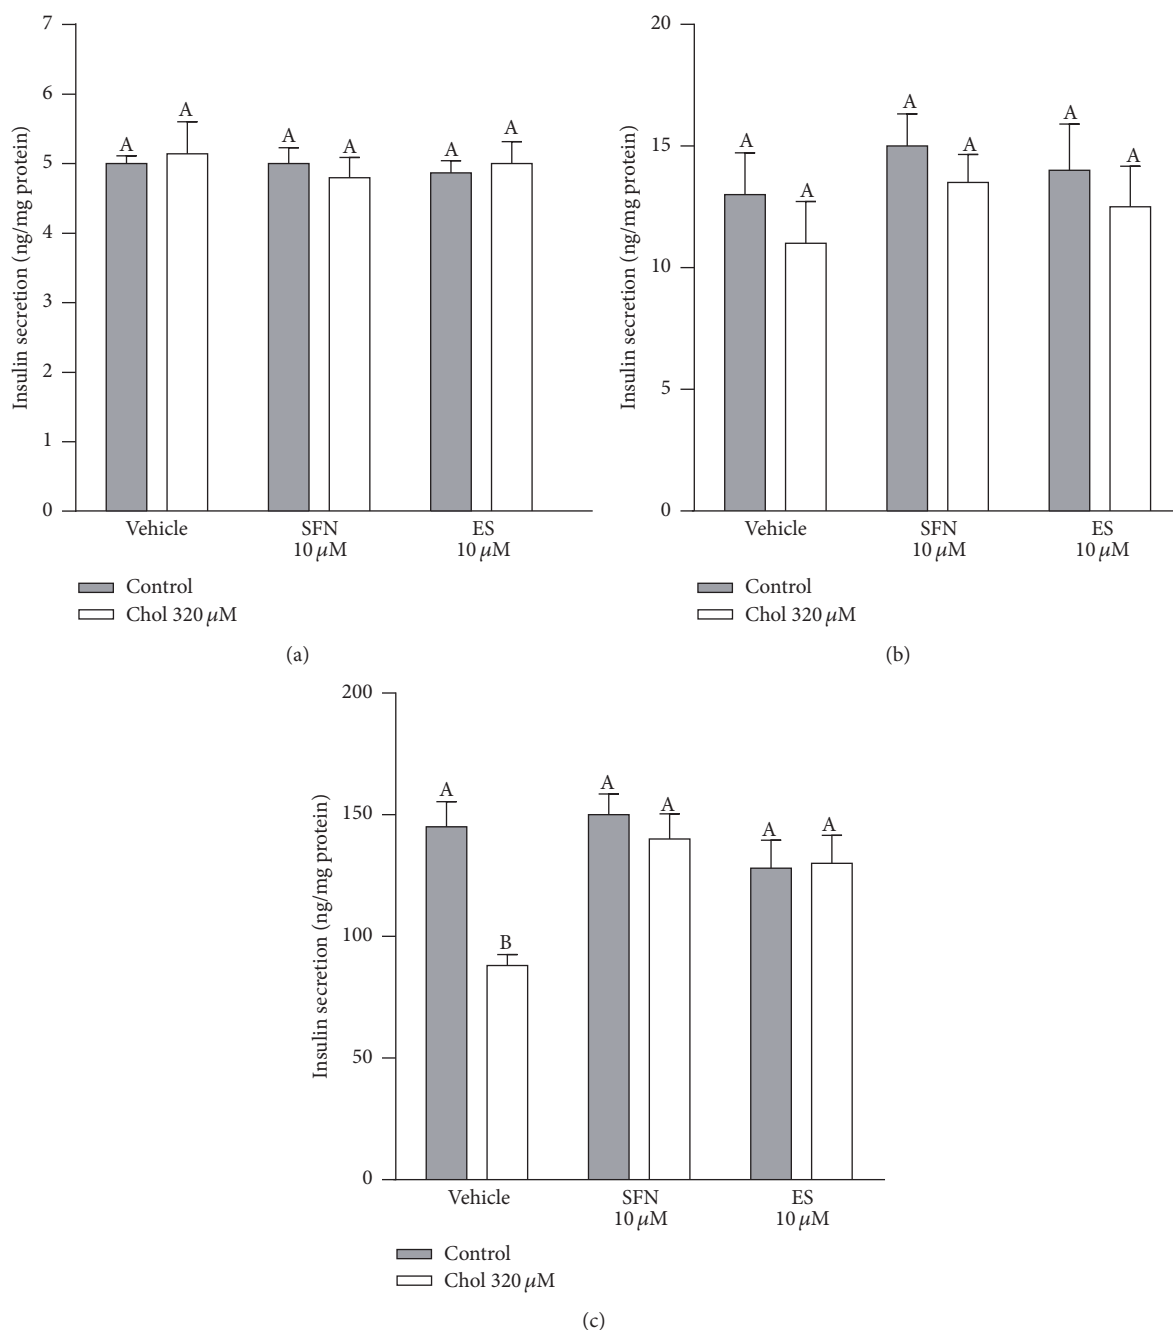 7
6
5
4
3
2
1
0
Insulin secretion (ng/mg protein)
A
A
A
A
A
A
Vehicle
SFN
10 μM
ES
10 μM
Control
Chol 320 μM
(a)
20
15
10
5
0
Insulin secretion (ng/mg protein)
A
A
A
A
A
A
Vehicle
SFN
10 μM
ES
10 μM
Control
Chol 320 μM
(b)
200
150
100
50
0
Insulin secretion (ng/mg protein)
A
B
A
A
A
A
Vehicle
SFN
10 μM
ES
10 μM
Control
Chol 320 μM
(c)